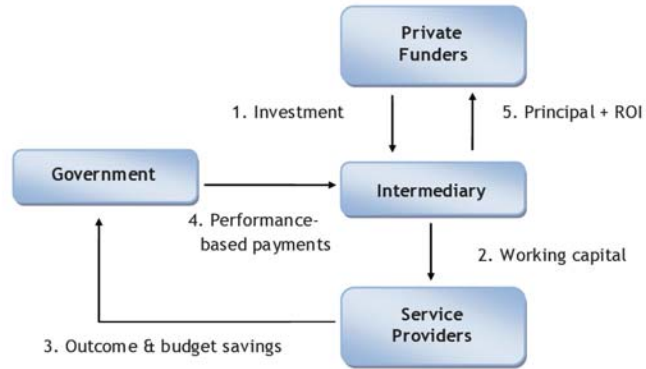 Private
Funders
1. Investment
5. Principal + ROI
Government
Intermediary
4. Performance-
based payments
2. Working capital
Service
Providers
3. Outcome & budget savings